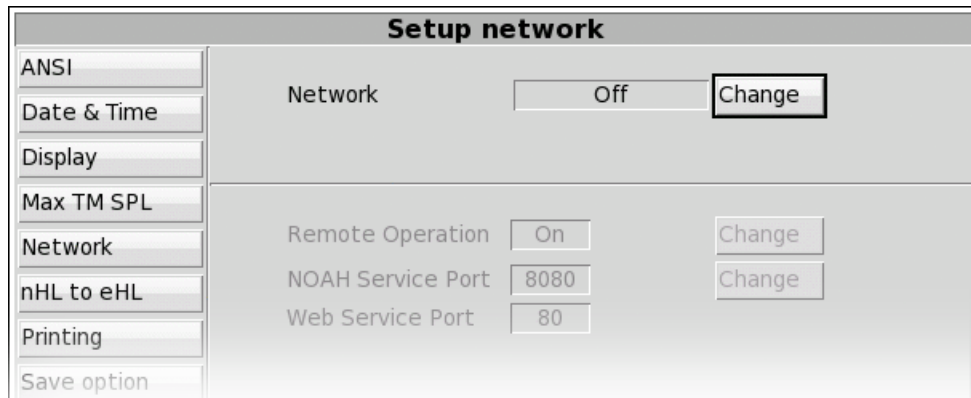 Setup network
ANSI
Date & Time
Display
Max TM SPL
Network
nHL to eHL
Printing
Save option
Network Off Change
Remote Operation On Change
NOAH Service Port 8080 Change
Web Service Port 80